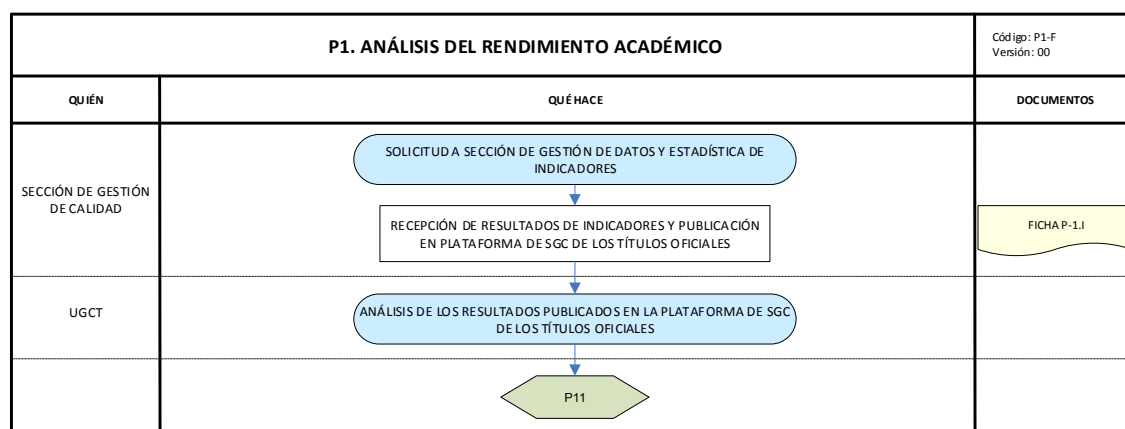 P1. ANÁLISIS DEL RENDIMIENTO ACADÉMICO
Código: P1-F
Versión: 00
QUIÉN
QUÉ HACE
DOCUMENTOS
SECCIÓN DE GESTIÓN
DE CALIDAD
SOLICITUD A SECCIÓN DE GESTIÓN DE DATOS Y ESTADÍSTICA DE
INDICADORES
RECEPCIÓN DE RESULTADOS DE INDICADORES Y PUBLICACIÓN
EN PLATAFORMA DE SGC DE LOS TÍTULOS OFICIALES
FICHA P-1.I
UGCT
ANÁLISIS DE LOS RESULTADOS PUBLICADOS EN LA PLATAFORMA DE SGC
DE LOS TÍTULOS OFICIALES
P11